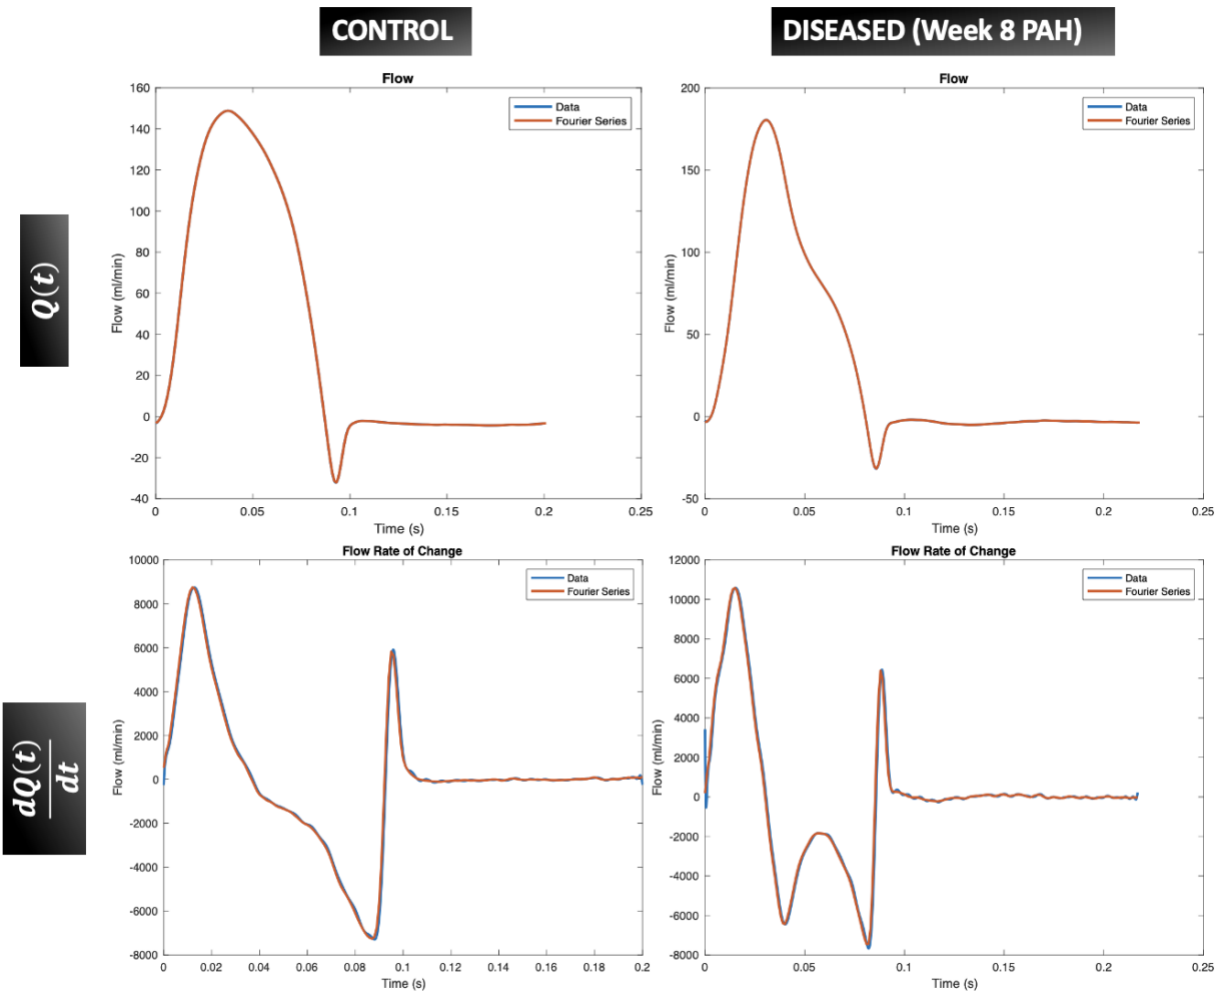 CONTROL
DISEASED (Week 8 PAH)
Q(t)
Flow
Data
Fourier Series
160
140
120
100
80
60
40
20
0
-20
-40
Flow (ml/min)
0 0.05 0.1 0.15 0.2 0.25
Time (s)
Flow
Data
Fourier Series
200
150
100
50
0
-50
Flow (ml/min)
0 0.05 0.1 0.15 0.2 0.25
Time (s)
dQ(t)
dt
Flow Rate of Change
Data
Fourier Series
10000
8000
6000
4000
2000
0
-2000
-4000
-6000
-8000
Flow (ml/min)
0 0.02 0.04 0.06 0.08 0.1 0.12 0.14 0.16 0.18 0.2
Time (s)
Flow Rate of Change
Data
Fourier Series
12000
10000
8000
6000
4000
2000
0
-2000
-4000
-6000
-8000
Flow (ml/min)
0 0.05 0.1 0.15 0.2 0.25
Time (s)